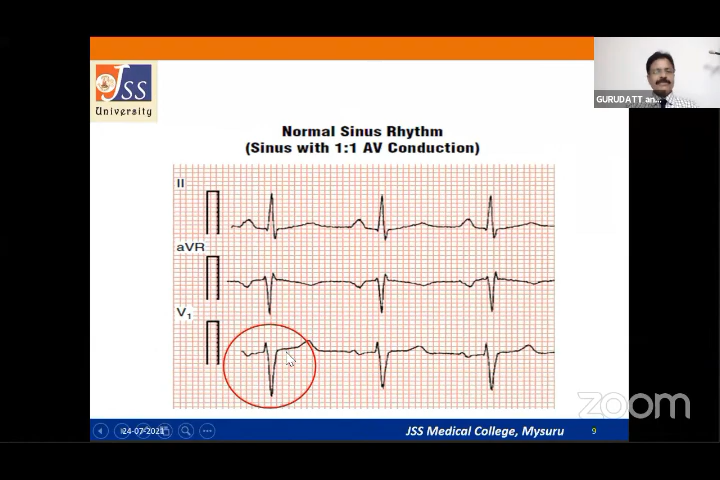 JSS
University
GURUDATT an...
Normal Sinus Rhythm
(Sinus with 1:1 AV Conduction)
II
aVR
V1
zoom
24-07-2021
JSS Medical College, Mysuru
9